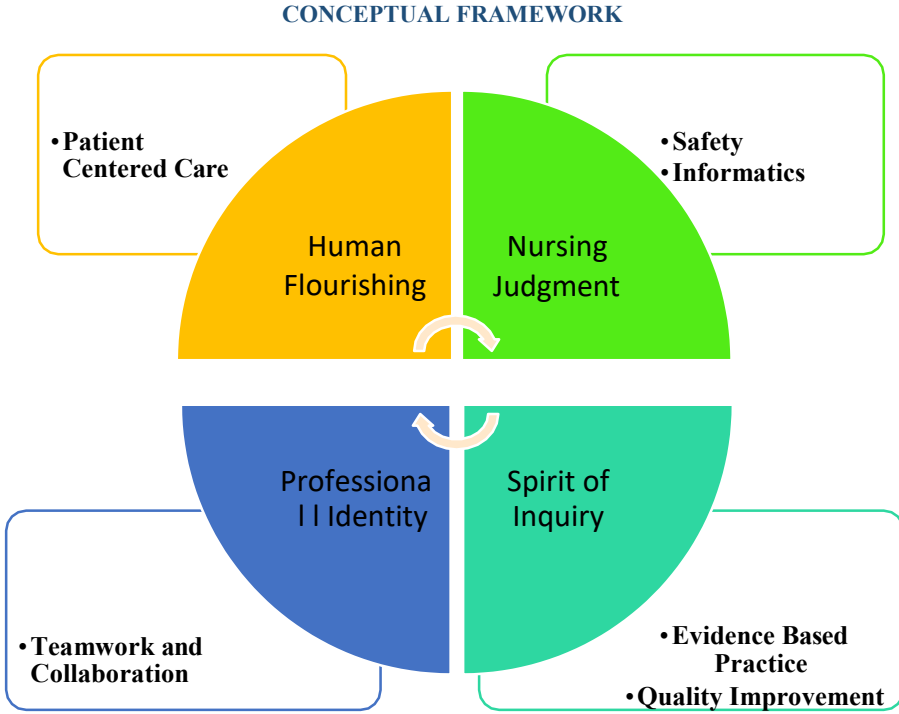 CONCEPTUAL FRAMEWORK
•Patient
Centered Care
•Safety
•Informatics
Human
Flourishing
Nursing
Judgment
Professiona
l l Identity
Spirit of
Inquiry
•Teamwork and
Collaboration
•Evidence Based
Practice
•Quality Improvement